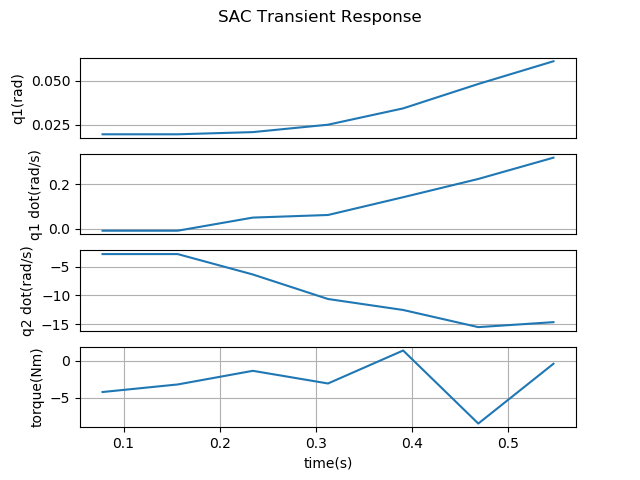 SAC Transient Response
q1(rad)
0.050
0.025
q1 dot(rad/s)
0.2
0.0
q2 dot(rad/s)
−5
−10
−15
torque(Nm)
0
−5
0.1 0.2 0.3 0.4 0.5
time(s)